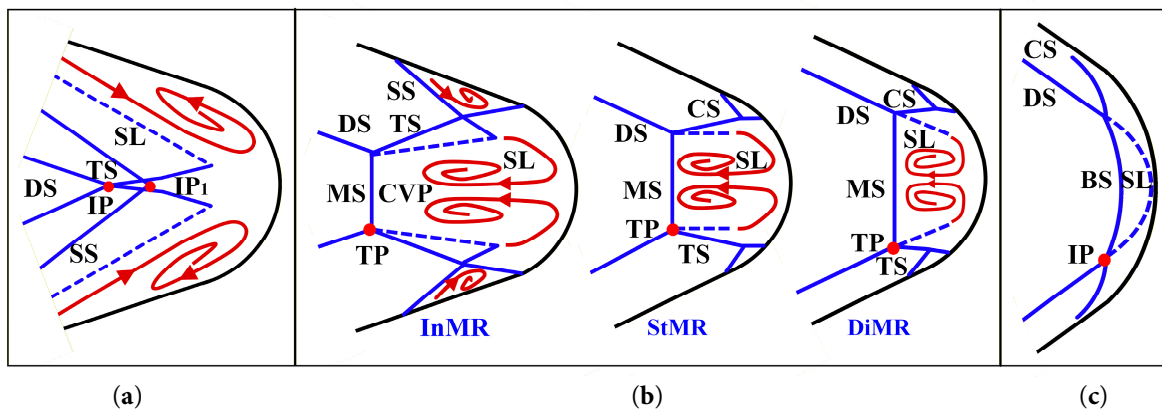 SL
DS
TS
IP
IP1
SS
SS
DS
TS
SL
MS
CVP
TP
InMR
CS
DS
SL
MS
TP
TS
StMR
CS
DS
SL
MS
TP
TS
DiMR
CS
DS
BS
SL
IP
(a)
(b)
(c)